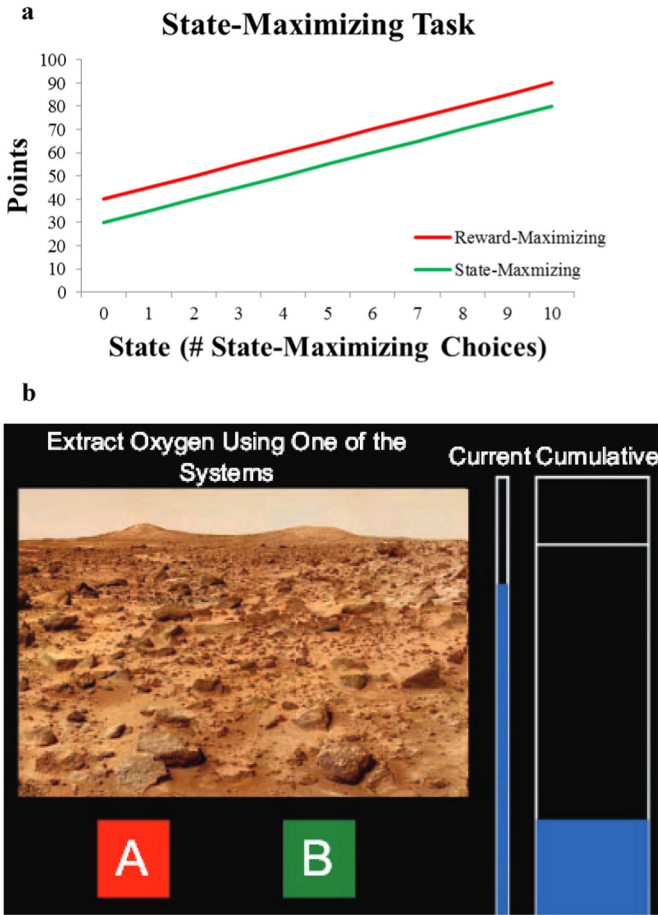 a
State-Maximizing Task
100
90
80
70
60
50
40
30
20
10
0
Points
Reward-Maximizing
State-Maxmizing
0 1 2 3 4 5 6 7 8 9 10
State (# State-Maximizing Choices)
b
Extract Oxygen Using One of the
Systems
Current Cumulative
A B